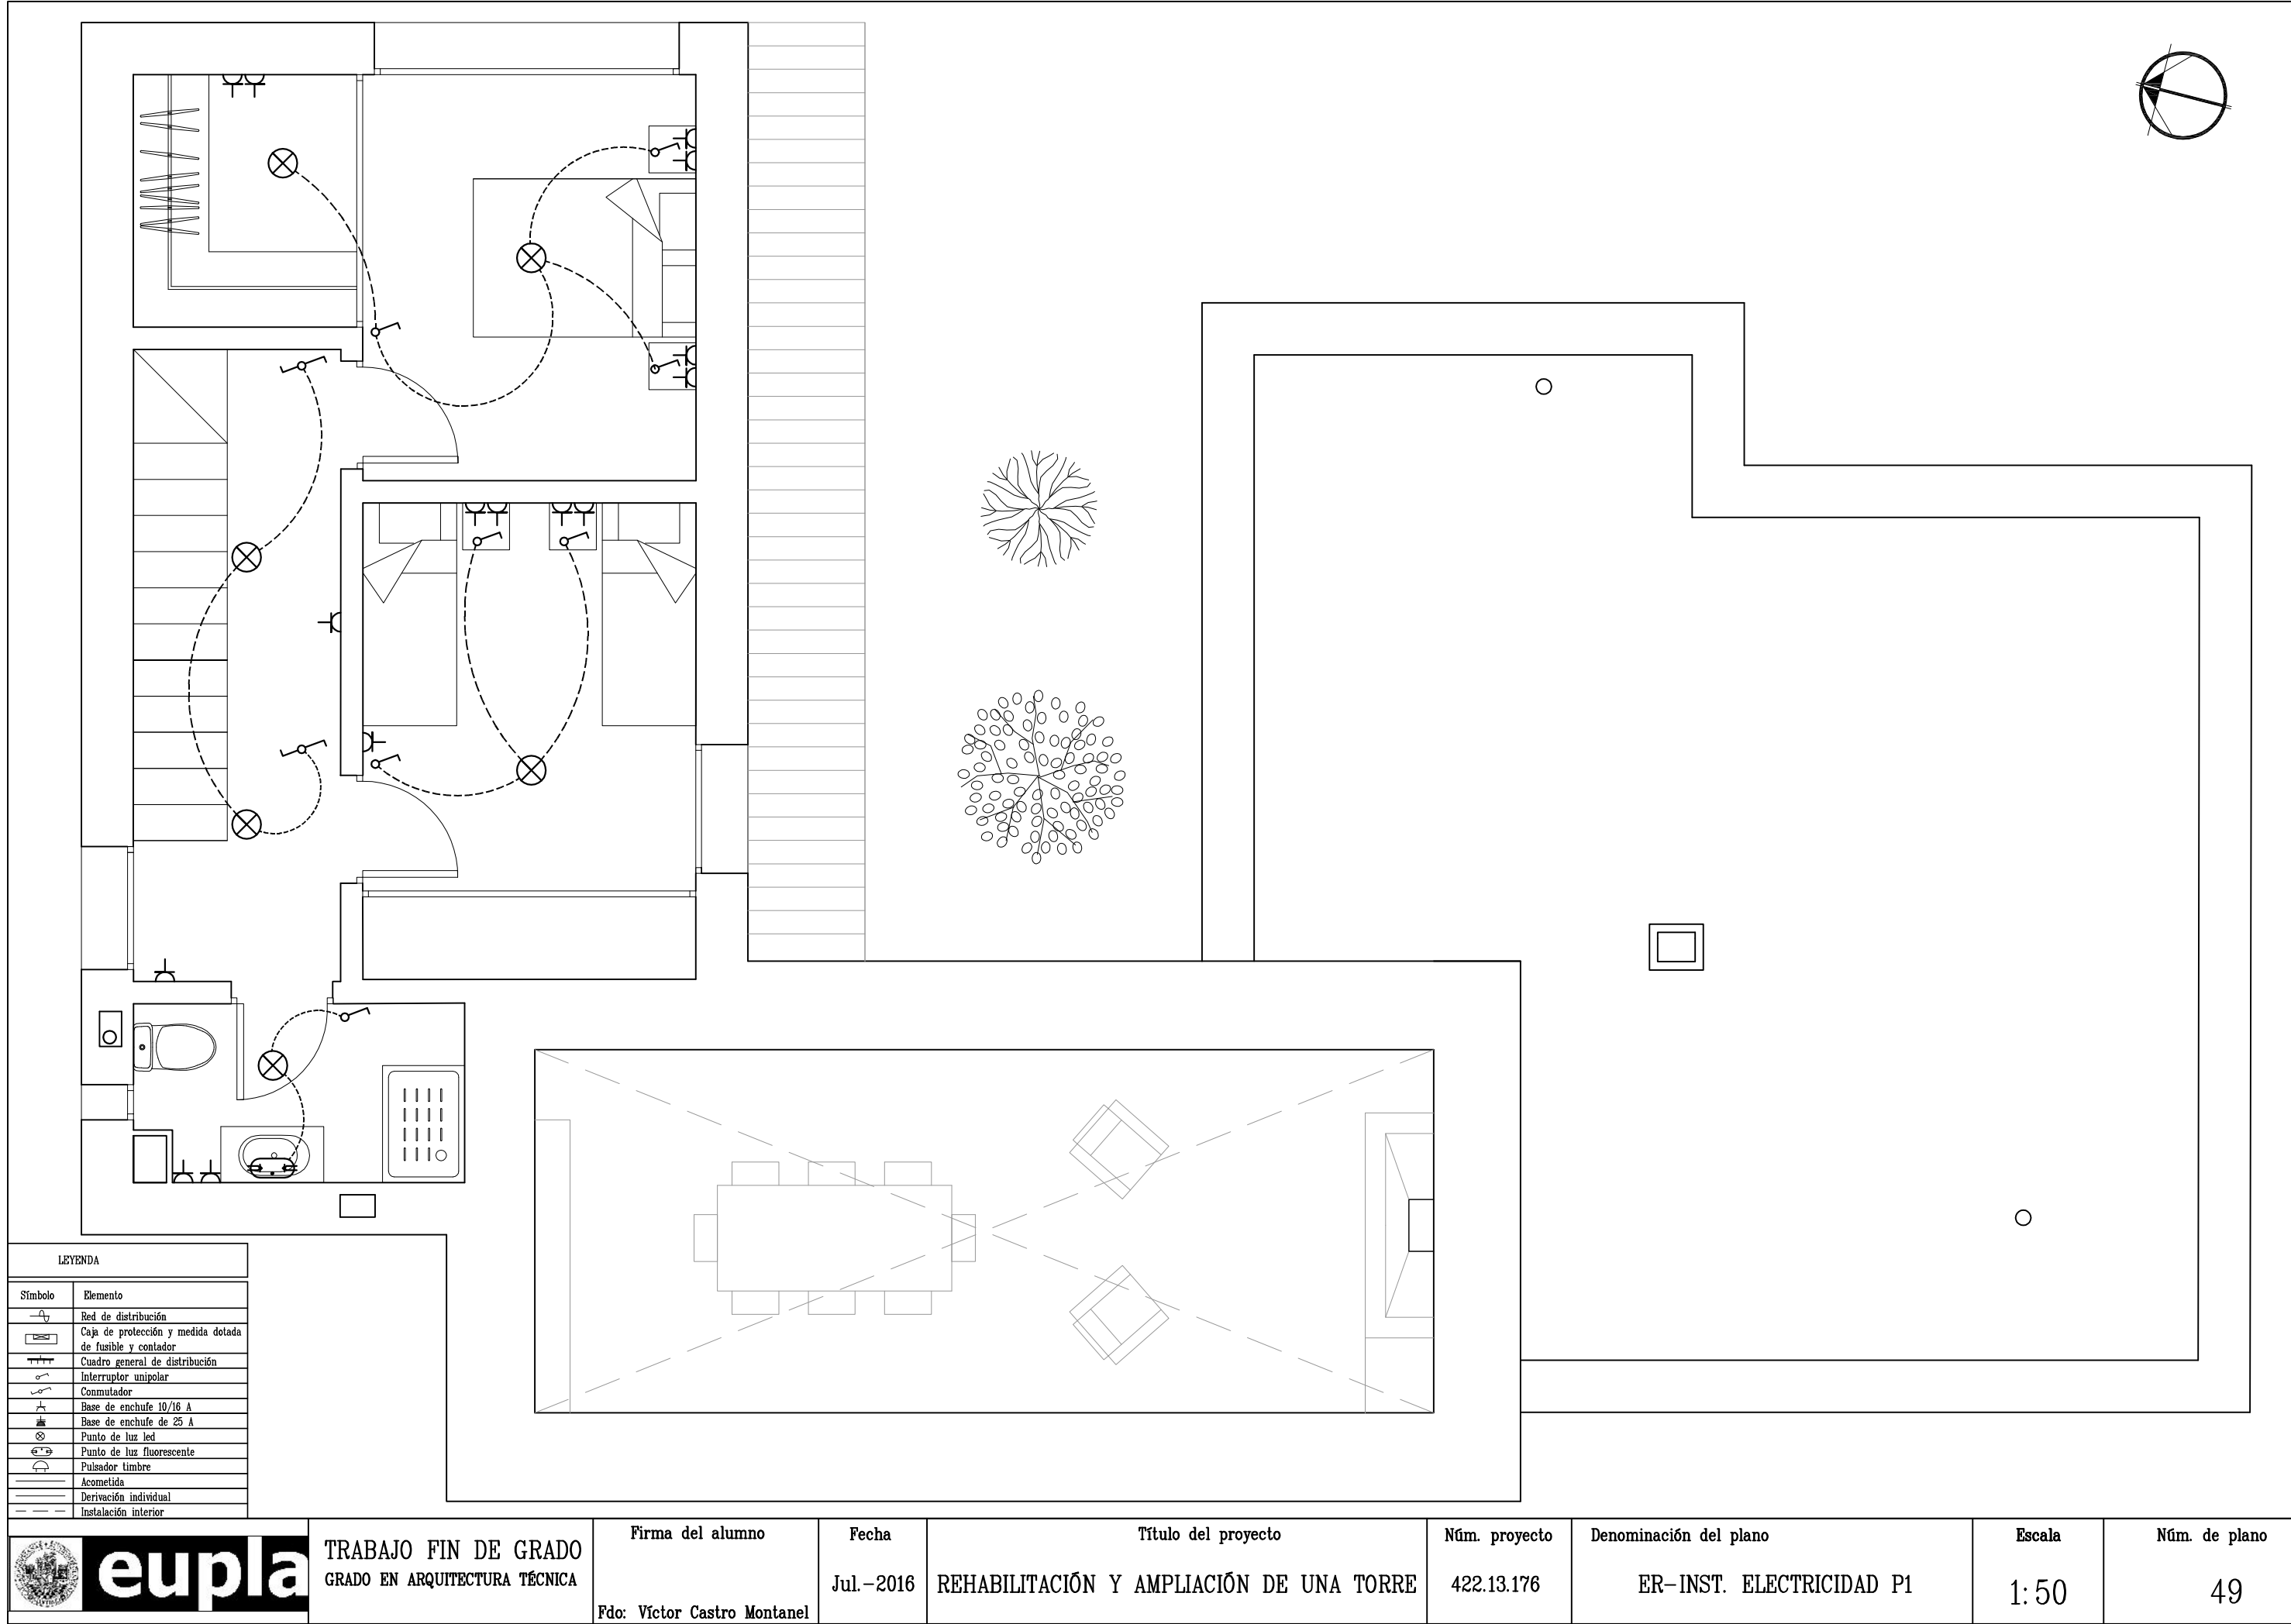 LEYENDA
Símbolo Elemento
Red de distribución
Caja de protección y medida dotada
de fusible y contador
Cuadro general de distribución
Interruptor unipolar
Conmutador
Base de enchufe 10/16 A
Base de enchufe de 25 A
Punto de luz led
Punto de luz fluorescente
Pulsador timbre
Acometida
Derivación individual
Instalación interior
eupla
TRABAJO FIN DE GRADO
GRADO EN ARQUITECTURA TÉCNICA
Firma del alumno
Fdo: Víctor Castro Montanel
Fecha
Jul.-2016
Título del proyecto
REHABILITACIÓN Y AMPLIACIÓN DE UNA TORRE
Núm. proyecto
422.13.176
Denominación del plano
ER-INST. ELECTRICIDAD P1
Escala
1:50
Núm. de plano
49